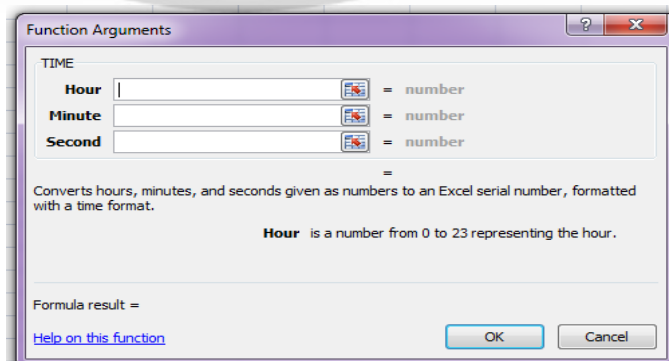 Function Arguments
TIME
Hour = number
Minute = number
Second = number
=
Converts hours, minutes, and seconds given as numbers to an Excel serial number, formatted
with a time format.
Hour is a number from 0 to 23 representing the hour.
Formula result =
Help on this function OK Cancel